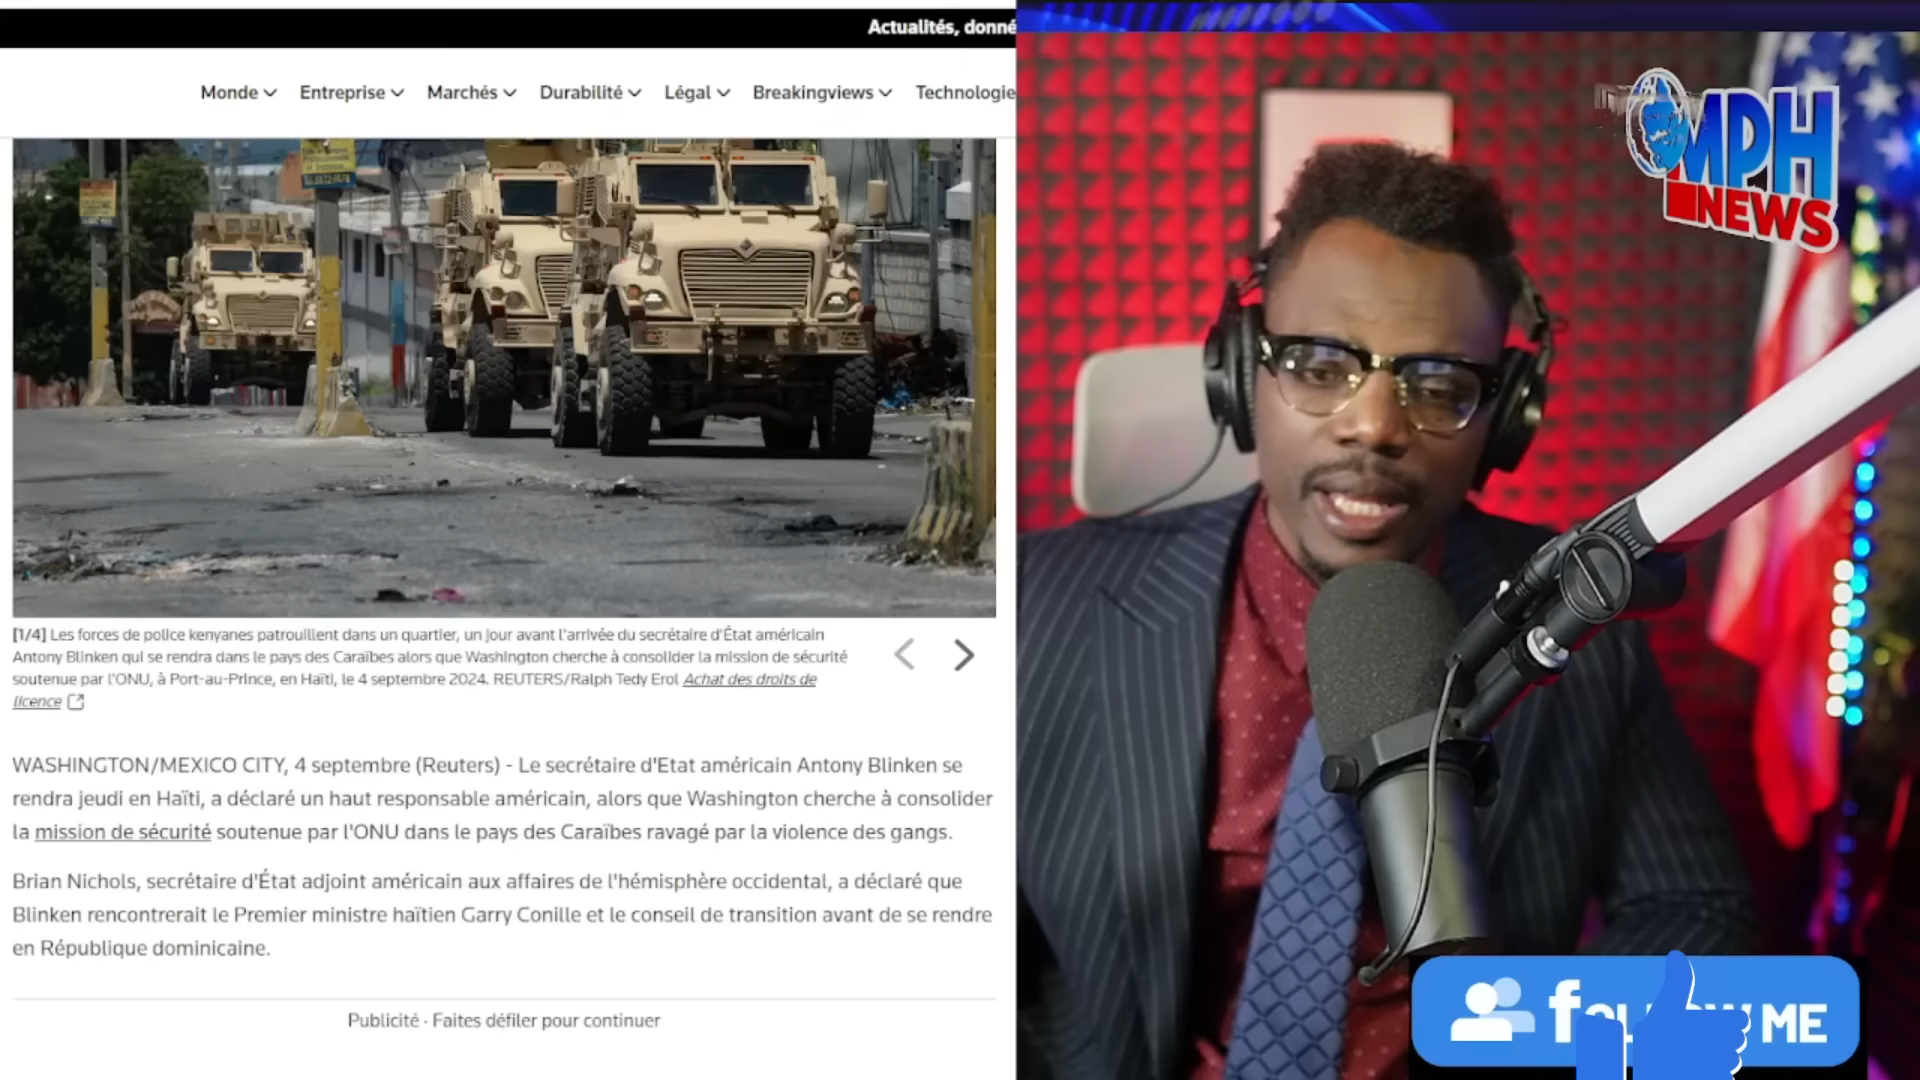 Actualités, donné
Monde Entreprise Marchés Durabilité Légal Breakingviews Technologie
[1/4] Les forces de police kenyanes patrouillent dans un quartier, un jour avant l'arrivée du secrétaire d'État américain
Antony Blinken qui se rendra dans le pays des Caraïbes alors que Washington cherche à consolider la mission de sécurité
soutenue par l'ONU, à Port-au-Prince, en Haïti, le 4 septembre 2024. REUTERS/Ralph Tedy Erol Achat des droits de
licence
WASHINGTON/MEXICO CITY, 4 septembre (Reuters) - Le secrétaire d'Etat américain Antony Blinken se
rendra jeudi en Haïti, a déclaré un haut responsable américain, alors que Washington cherche à consolider
la mission de sécurité soutenue par l'ONU dans le pays des Caraïbes ravagé par la violence des gangs.
Brian Nichols, secrétaire d'État adjoint américain aux affaires de l'hémisphère occidental, a déclaré que
Blinken rencontrerait le Premier ministre haïtien Garry Conille et le conseil de transition avant de se rendre
en République dominicaine.
Publicité · Faites défiler pour continuer
MPH
NEWS
ME